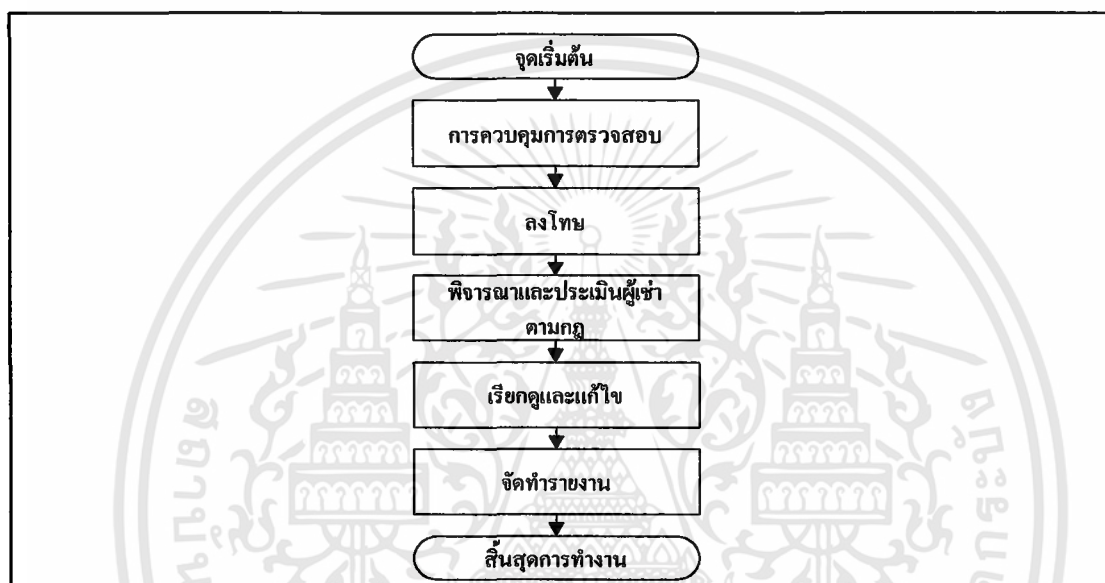 จุดเริ่มต้น
การควบคุมการตรวจสอบ
ลงโทษ
พิจารณาและประเมินผู้เช่า
ตามกฎ
เรียกดูและแก้ไข
จัดทำรายงาน
สิ้นสุดการทำงาน